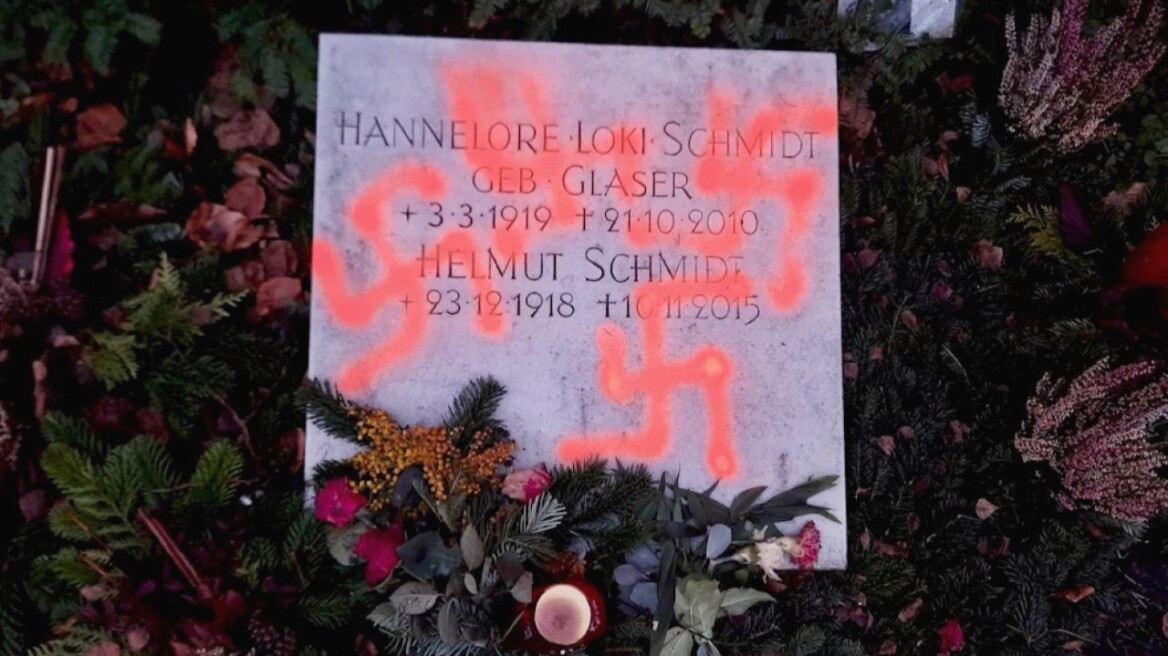 HANNELORE·LOKI·SCHMIDT
GEB·GLASER
+3·3·1919 †21·10·2010
HELMUT SCHMIDT
+23·12·1918 †10·11·2015